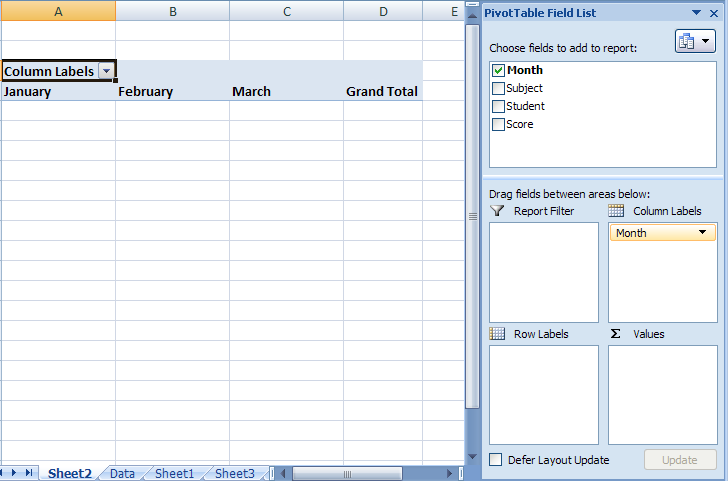 A B C D E
Column Labels
January February March Grand Total
Sheet2 Data Sheet1 Sheet3
PivotTable Field List
Choose fields to add to report:
Month
Subject
Student
Score
Drag fields between areas below:
Report Filter Column Labels
Month
Row Labels Σ Values
Defer Layout Update Update